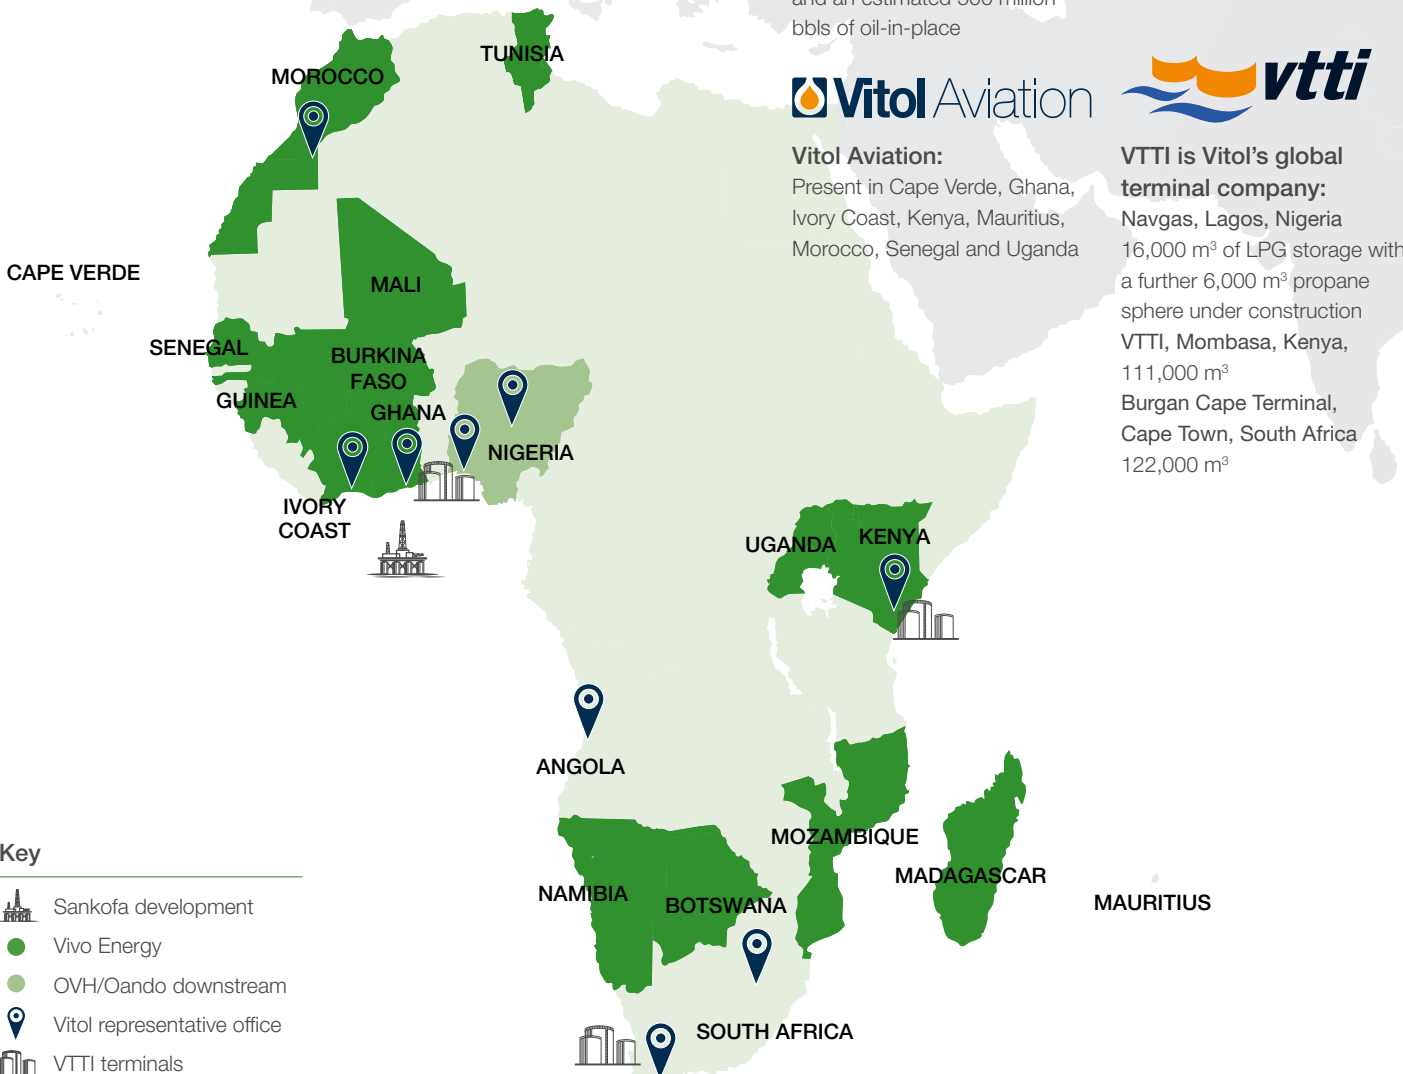 and an estimated 500 million
bbls of oil-in-place
Vitol Aviation
vtti
Vitol Aviation:
Present in Cape Verde, Ghana,
Ivory Coast, Kenya, Mauritius,
Morocco, Senegal and Uganda
VTTI is Vitol’s global
terminal company:
Navgas, Lagos, Nigeria
16,000 m³ of LPG storage with
a further 6,000 m³ propane
sphere under construction
VTTI, Mombasa, Kenya,
111,000 m³
Burgan Cape Terminal,
Cape Town, South Africa
122,000 m³
TUNISIA
MOROCCO
CAPE VERDE
MALI
SENEGAL
BURKINA
FASO
GUINEA
GHANA
NIGERIA
IVORY
COAST
UGANDA
KENYA
ANGOLA
MOZAMBIQUE
MADAGASCAR
NAMIBIA
BOTSWANA
MAURITIUS
SOUTH AFRICA
Key
Sankofa development
Vivo Energy
OVH/Oando downstream
Vitol representative office
VTTI terminals